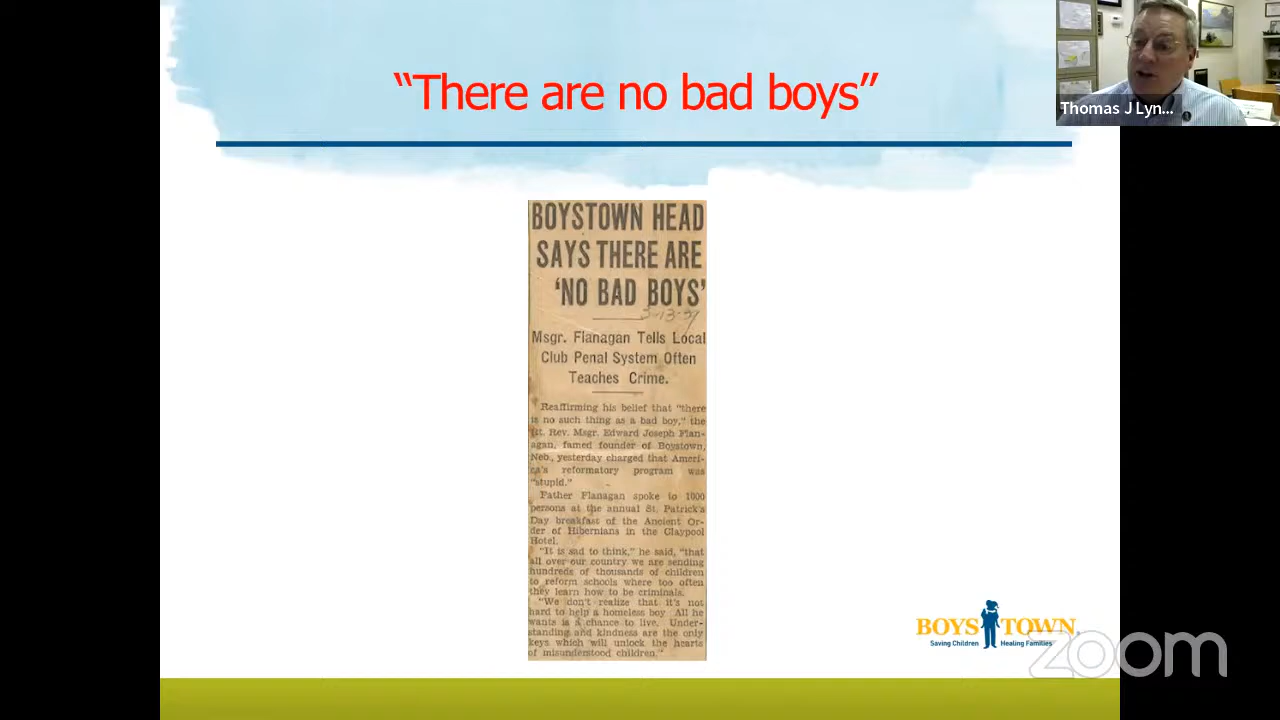 “There are no bad boys”
Thomas J Lyn...
BOYSTOWN HEAD
SAYS THERE ARE
‘NO BAD BOYS’
3-13-39
Msgr. Flanagan Tells Local
Club Penal System Often
Teaches Crime.
Reaffirming his belief that "there
is no such thing as a bad boy," the
Rt. Rev. Msgr. Edward Joseph Flan-
agan, famed founder of Boystown,
Neb., yesterday charged that Ameri-
ca's reformatory program was
"stupid."
Father Flanagan spoke to 1000
persons at the annual St. Patrick's
Day breakfast of the Ancient Or-
der of Hibernians in the Claypool
Hotel.
"It is sad to think," he said, "that
all over our country we are sending
hundreds of thousands of children
to reform schools where too often
they learn how to be criminals.
"We don't realize that it's not
hard to help a homeless boy. All he
wants is a chance to live. Under-
standing and kindness are the only
keys which will unlock the hearts
of misunderstood children."
BOYS TOWN
Saving Children Healing Families
zoom